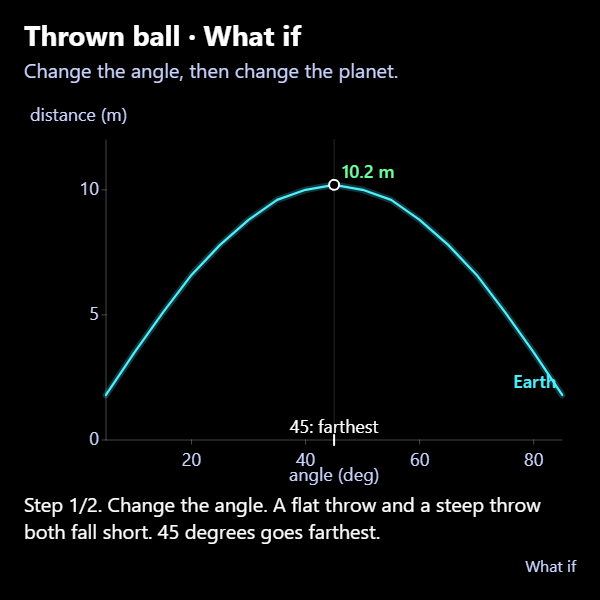 Thrown ball · What if
Change the angle, then change the planet.
distance (m)
10.2 m
10
5
Earth
45: farthest
0
20
40
60
80
angle (deg)
Step 1/2. Change the angle. A flat throw and a steep throw
both fall short. 45 degrees goes farthest.
What if